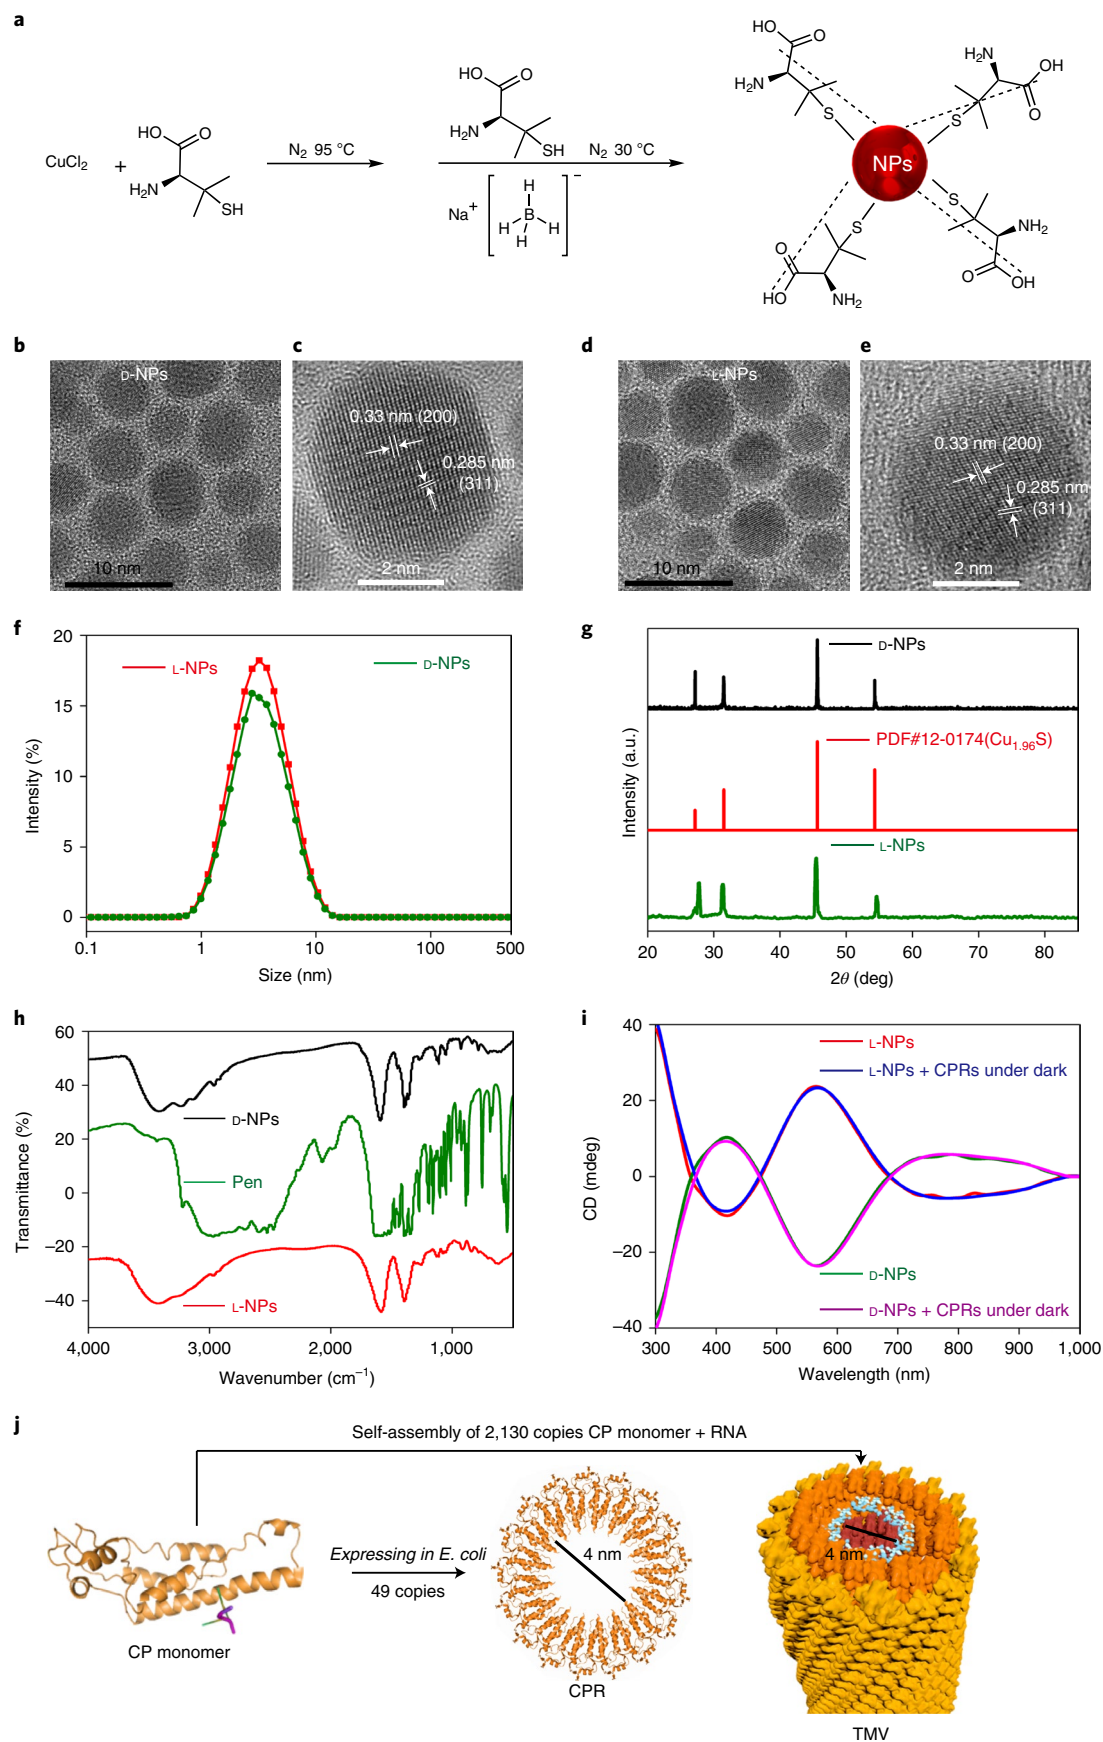 a
CuCl2
+
HO
O
H2N
SH
N2 95 °C
HO
O
H2N
SH
N2 30 °C
Na+
H
B
H
H
H
−
HO
O
H2N
S
H2N
OH
O
S
NPs
S
O
HO
NH2
S
NH2
O
OH
b
D-NPs
10 nm
c
0.33 nm (200)
0.285 nm
(311)
2 nm
d
L-NPs
10 nm
e
0.33 nm (200)
0.285 nm
(311)
2 nm
f
20
15
10
5
0
Intensity (%)
L-NPs
D-NPs
0.1
1
10
100
500
Size (nm)
g
Intensity (a.u.)
D-NPs
PDF#12-0174(Cu1.96S)
L-NPs
20
30
40
50
60
70
80
2θ (deg)
h
60
40
20
0
−20
−40
Transmittance (%)
D-NPs
Pen
L-NPs
4,000
3,000
2,000
1,000
Wavenumber (cm−1)
i
40
20
0
−20
−40
CD (mdeg)
L-NPs
L-NPs + CPRs under dark
D-NPs
D-NPs + CPRs under dark
300
400
500
600
700
800
900
1,000
Wavelength (nm)
j
Self-assembly of 2,130 copies CP monomer + RNA
CP monomer
Expressing in E. coli
49 copies
4 nm
CPR
4 nm
TMV